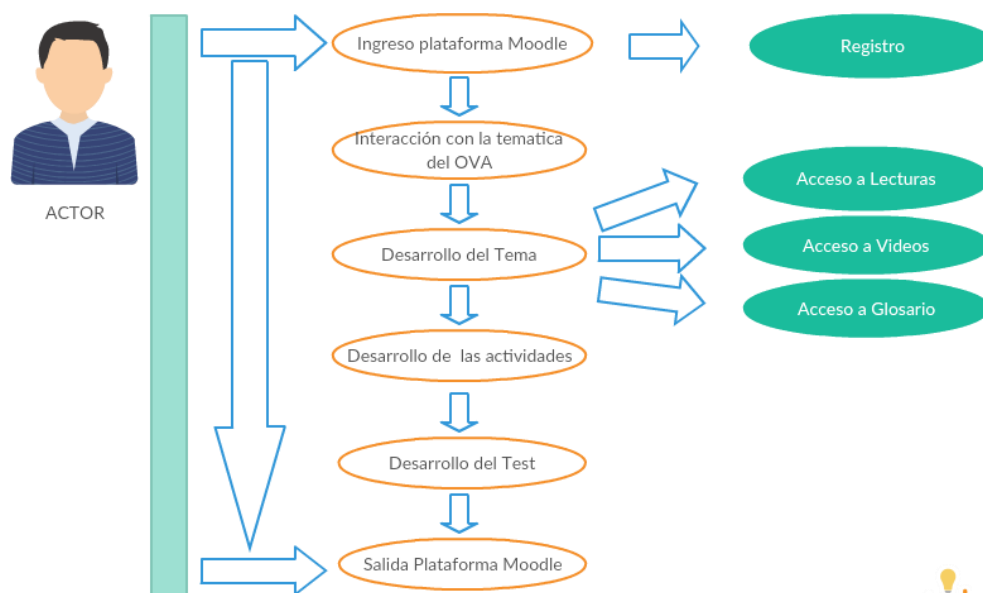 Ingreso plataforma Moodle
Registro
Interacción con la tematica
del OVA
Acceso a Lecturas
ACTOR
Desarrollo del Tema
Acceso a Videos
Acceso a Glosario
Desarrollo de las actividades
Desarrollo del Test
Salida Plataforma Moodle